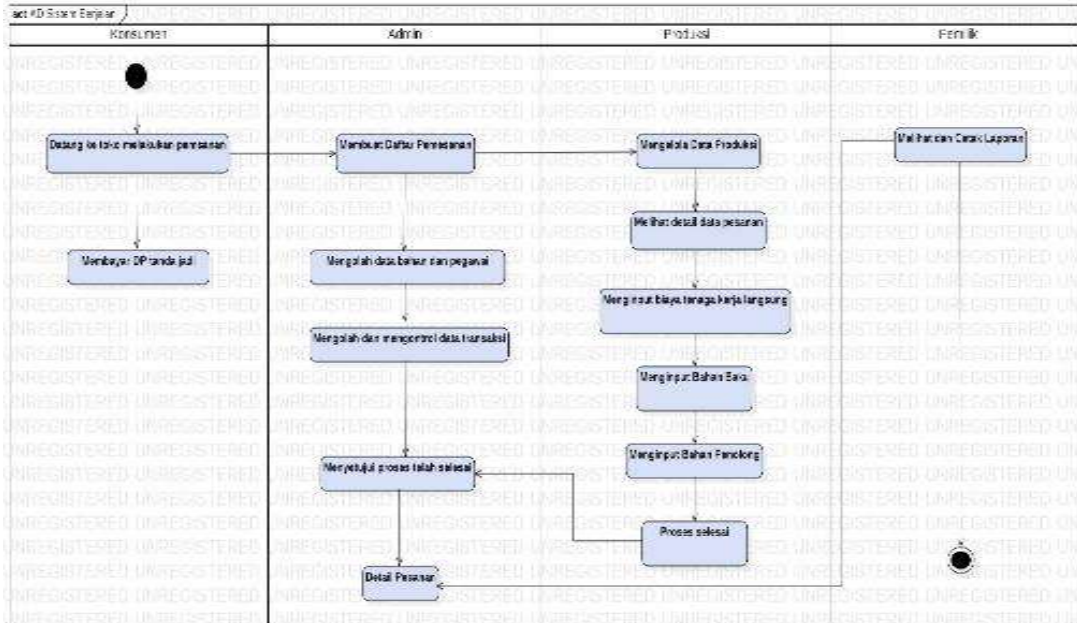 act AD Sistem Berjalan
Konsumen
Admin
Produksi
Pemilik
Datang ke toko melakukan pemesanan
Membuat Daftar Pemesanan
Mengelola Data Produksi
Melihat dan Cetak Laporan
Melihat detail data pesanan
Membayar DP tanda jadi
Mengolah data bahan dan pegawai
Menginput biaya tenaga kerja langsung
Mengolah dan mengontrol data transaksi
Menginput Bahan Baku
Menginput Bahan Penolong
Menyetujui proses telah selesai
Proses selesai
Detail Pesanan
UNREGISTERED